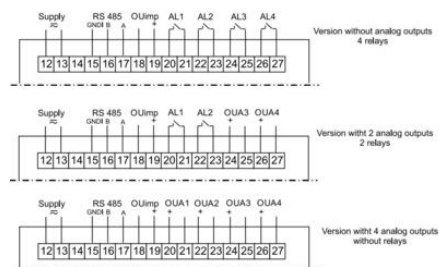 Supply RS 485 OUimp AL1 AL2 AL3 AL4
GNDI B A +
12 13 14 15 16 17 18 19 20 21 22 23 24 25 26 27
Version without analog outputs
4 relays
Supply RS 485 OUimp AL1 AL2 OUA3 OUA4
GNDI B A + + +
12 13 14 15 16 17 18 19 20 21 22 23 24 25 26 27
Version witht 2 analog outputs
2 relays
Supply RS 485 OUimp OUA1 OUA2 OUA3 OUA4
GNDI B A + + + + +
12 13 14 15 16 17 18 19 20 21 22 23 24 25 26 27
Version witht 4 analog outputs
without relays